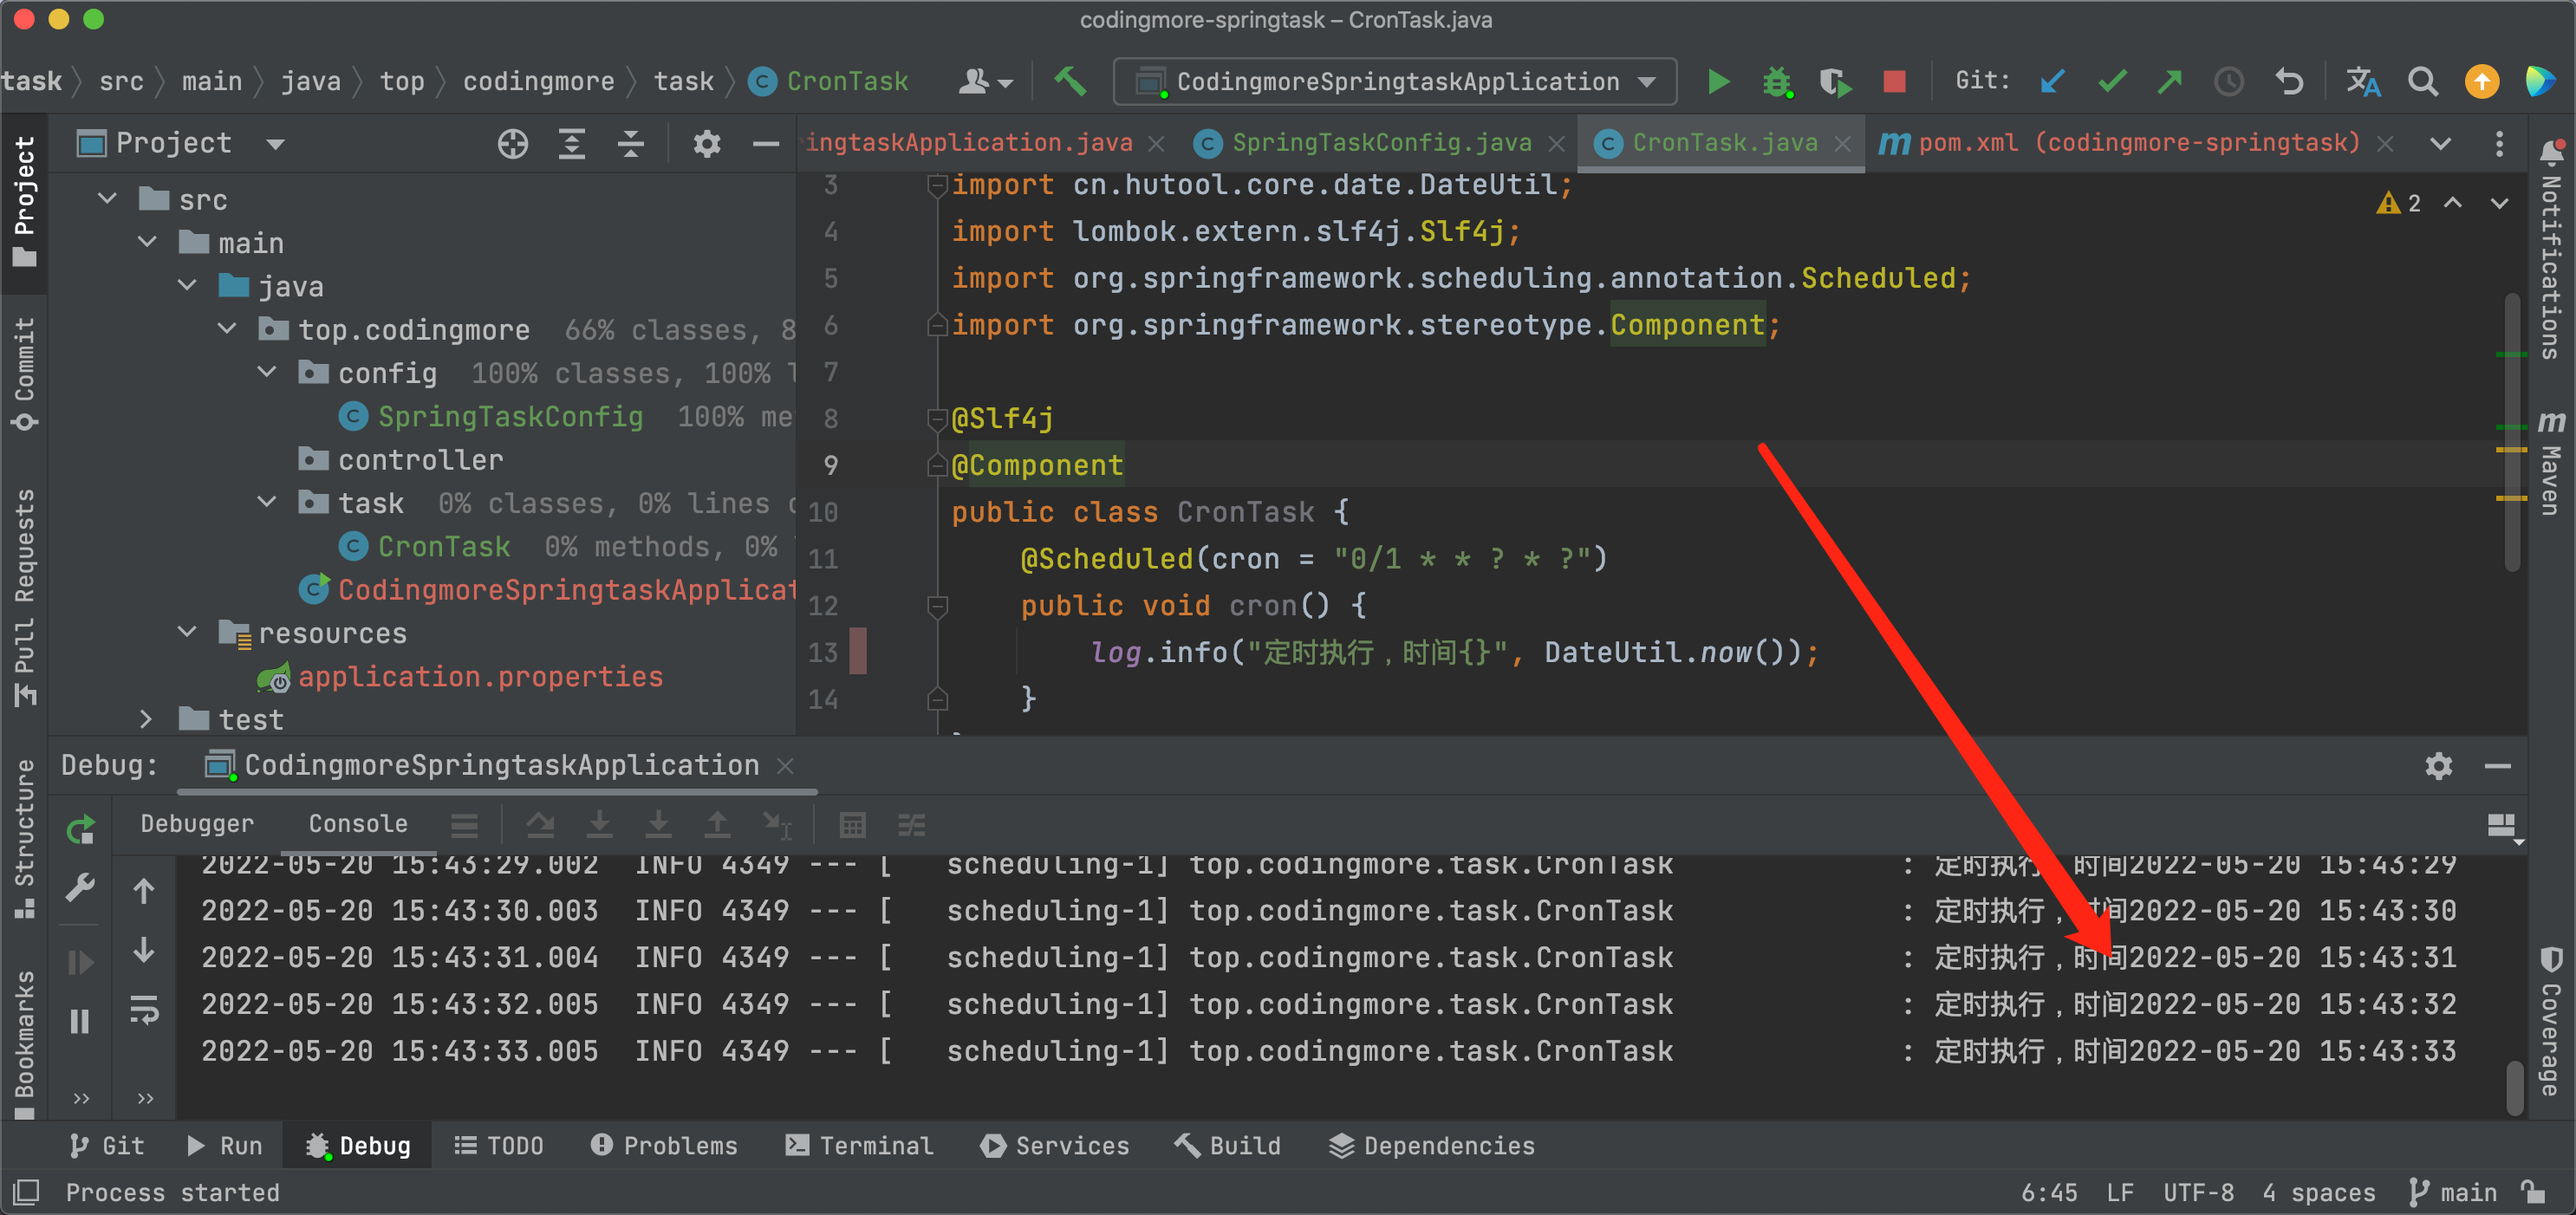 codingmore-springtask – CronTask.java
task src main java top codingmore task CronTask CodingmoreSpringtaskApplication Git:
Project
ingtaskApplication.java SpringTaskConfig.java CronTask.java pom.xml (codingmore-springtask)
src
main
java
top.codingmore 66% classes, 8
config 100% classes, 100% l
SpringTaskConfig 100% me
controller
task 0% classes, 0% lines c
CronTask 0% methods, 0%
CodingmoreSpringtaskApplicat
resources
application.properties
test
2
3 import cn.hutool.core.date.DateUtil;
4 import lombok.extern.slf4j.Slf4j;
5 import org.springframework.scheduling.annotation.Scheduled;
6 import org.springframework.stereotype.Component;
7
8 @Slf4j
9 @Component
10 public class CronTask {
11 @Scheduled(cron = "0/1 * * ? * ?")
12 public void cron() {
13 log.info("定时执行，时间{}", DateUtil.now());
14 }
Project
Commit
Pull Requests
Structure
Bookmarks
Notifications
Maven
Coverage
Debug: CodingmoreSpringtaskApplication
Debugger Console
2022-05-20 15:43:29.002 INFO 4349 --- [ scheduling-1] top.codingmore.task.CronTask : 定时执行，时间2022-05-20 15:43:29
2022-05-20 15:43:30.003 INFO 4349 --- [ scheduling-1] top.codingmore.task.CronTask : 定时执行，时间2022-05-20 15:43:30
2022-05-20 15:43:31.004 INFO 4349 --- [ scheduling-1] top.codingmore.task.CronTask : 定时执行，时间2022-05-20 15:43:31
2022-05-20 15:43:32.005 INFO 4349 --- [ scheduling-1] top.codingmore.task.CronTask : 定时执行，时间2022-05-20 15:43:32
2022-05-20 15:43:33.005 INFO 4349 --- [ scheduling-1] top.codingmore.task.CronTask : 定时执行，时间2022-05-20 15:43:33
Git Run Debug TODO Problems Terminal Services Build Dependencies
Process started 6:45 LF UTF-8 4 spaces main